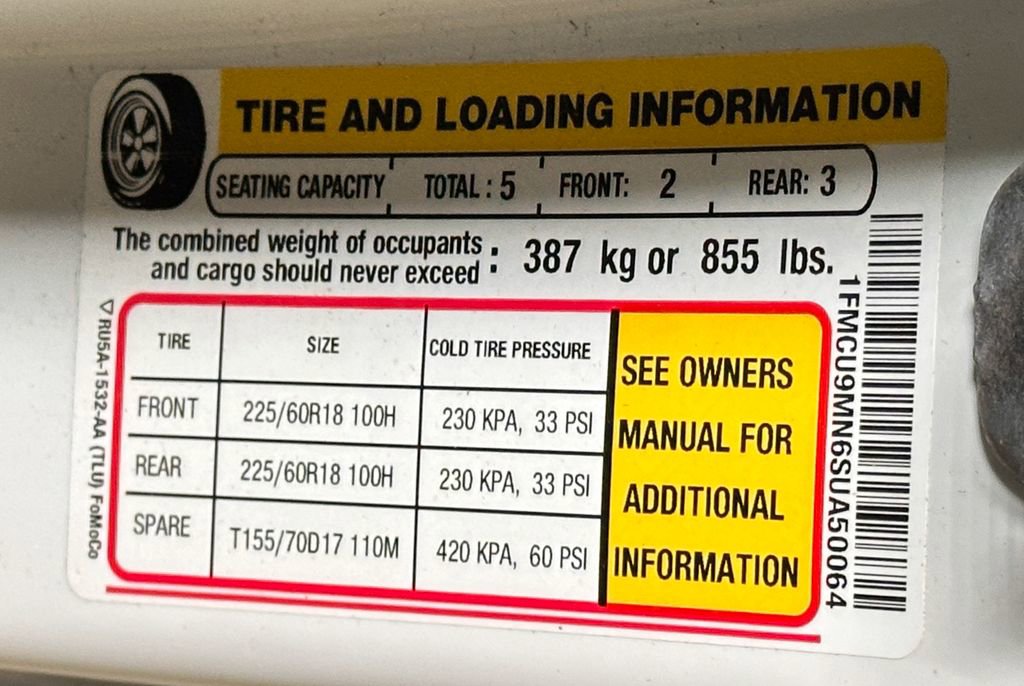 TIRE AND LOADING INFORMATION
SEATING CAPACITY TOTAL : 5 FRONT: 2 REAR: 3
The combined weight of occupants
and cargo should never exceed : 387 kg or 855 lbs.
TIRE SIZE COLD TIRE PRESSURE
FRONT 225/60R18 100H 230 KPA, 33 PSI
REAR 225/60R18 100H 230 KPA, 33 PSI
SPARE T155/70D17 110M 420 KPA, 60 PSI
SEE OWNERS
MANUAL FOR
ADDITIONAL
INFORMATION
RU5A-1532-AA (TLU) FoMoCo
1FMCU9MN6SUA50064